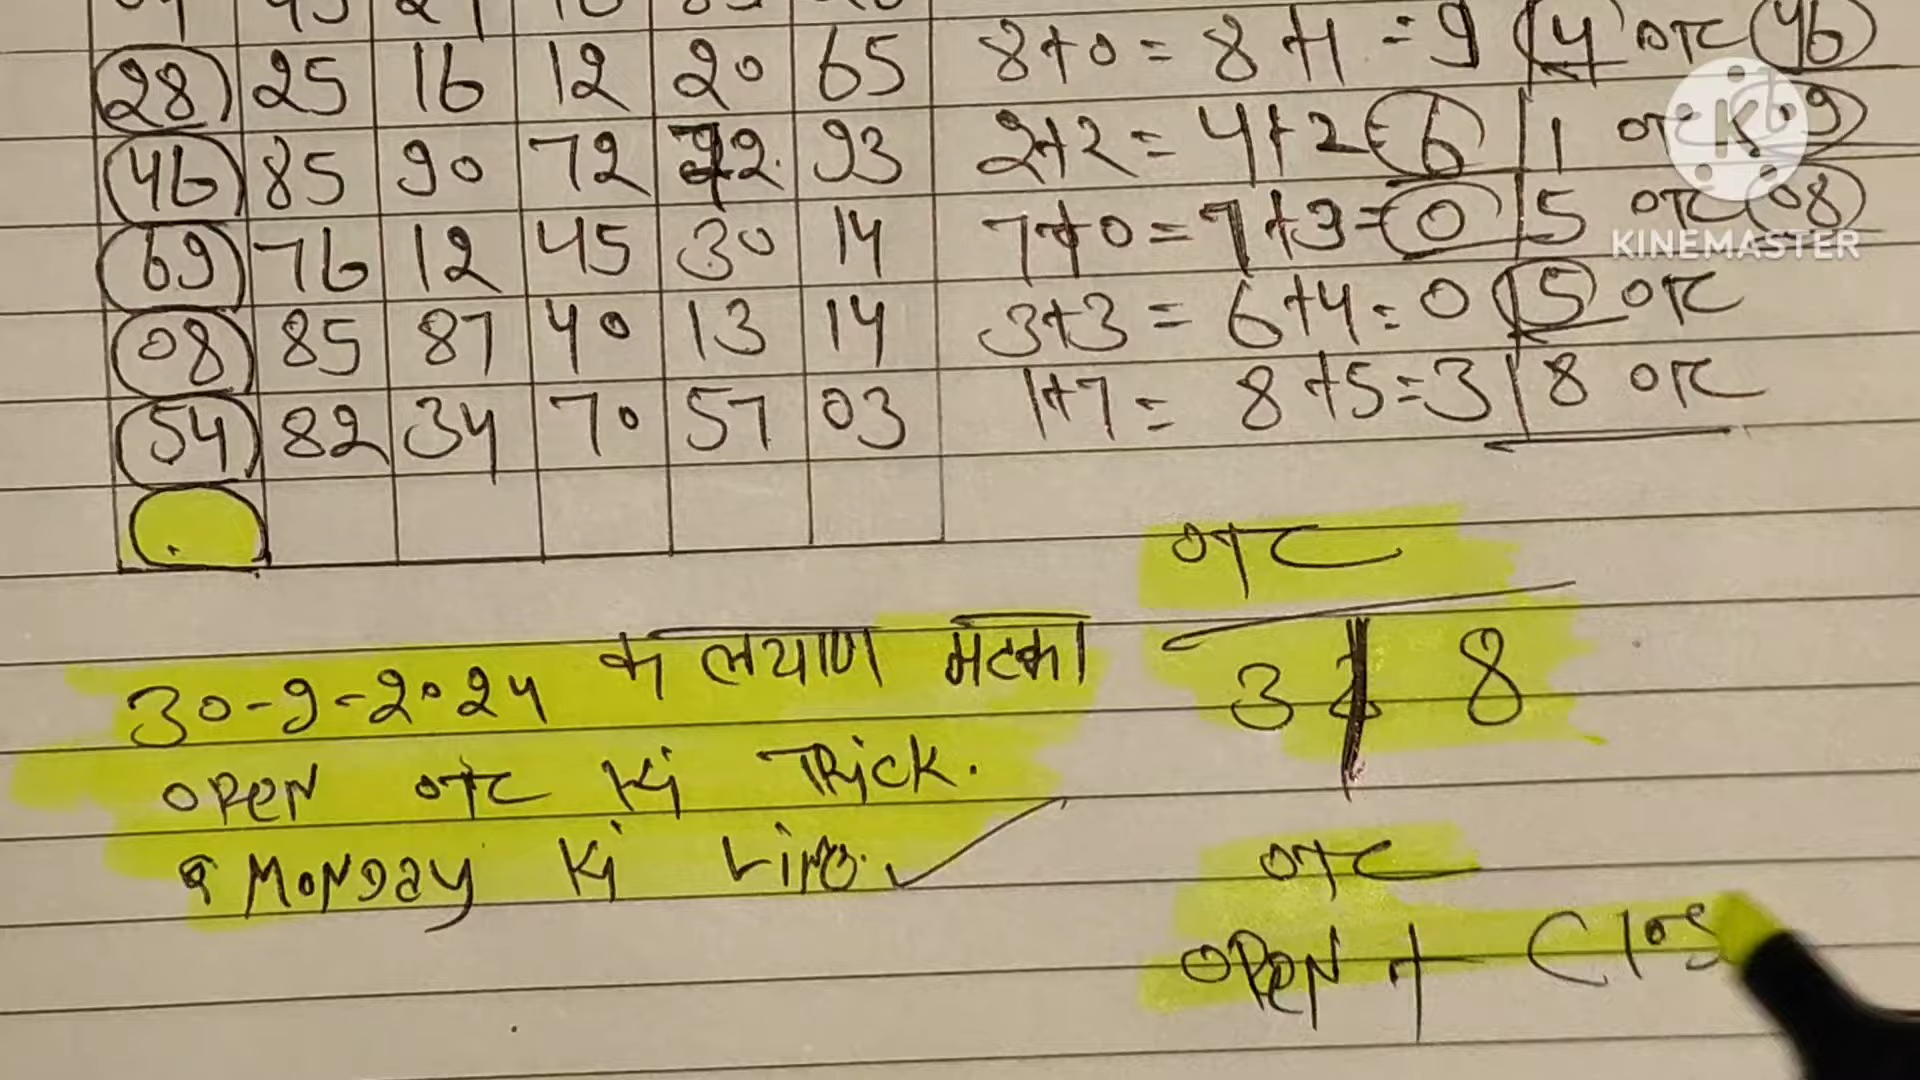 28 25 16 12 20 65 8+0 = 8+1 = 9 | 4 OTC 46
46 85 90 72 22 93 2+2 = 4+2 = 6 | 1 OTC 69
69 76 12 45 30 14 7+0 = 7+3 = 0 | 5 OTC 08
KINEMASTER
08 85 87 40 13 14 3+3 = 6+4 = 0 | 5 OTC
54 82 34 70 57 03 1+7 = 8+5 = 3 | 8 OTC
OTC
30-9-2024 कल्याण मटका 3 | 8
OPEN OTC Ki TRick.
MONDAY Ki Line.
OTC
OPEN + Clos